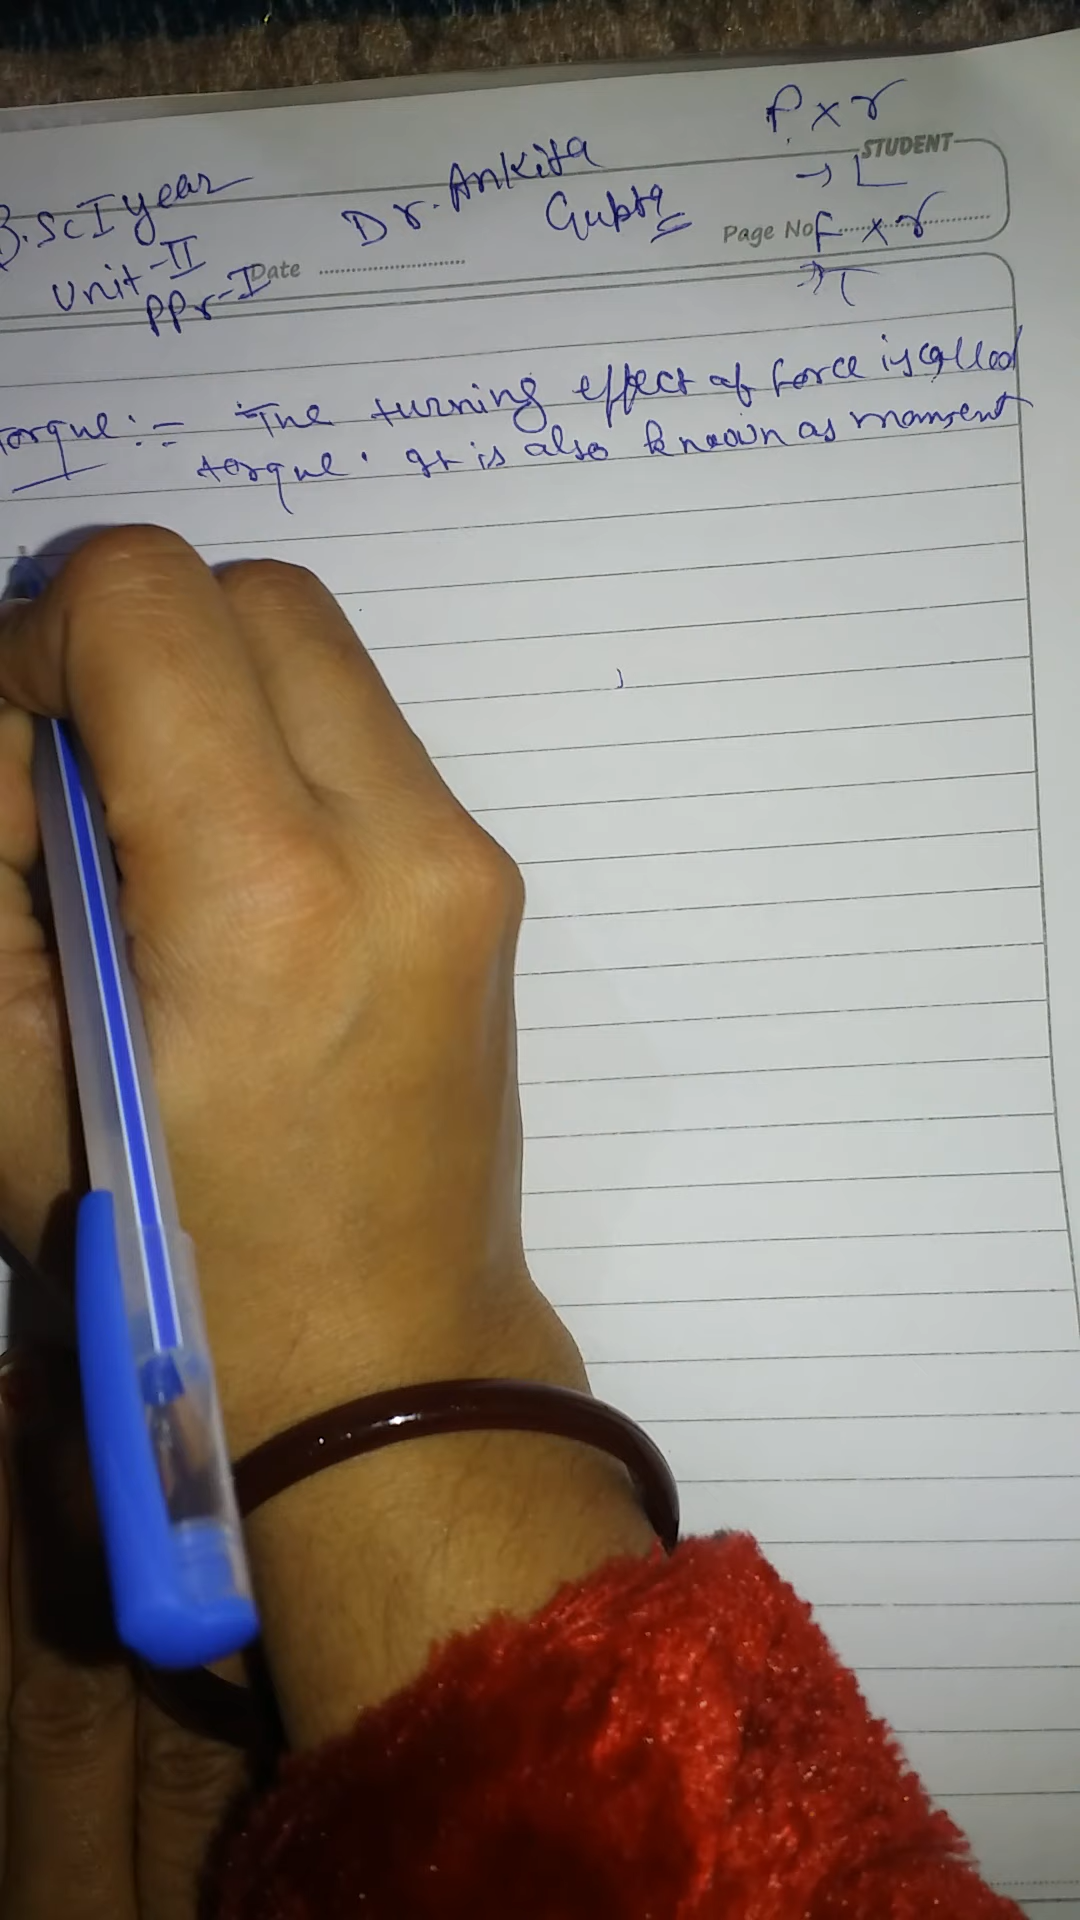 P × r
STUDENT
→ L
B.Sc I year
Dr. Ankita
Gupta
Page No. F × r
Unit-II
Date
→ τ
PPr-I
Torque :- The turning effect of force is called
torque. It is also known as moment